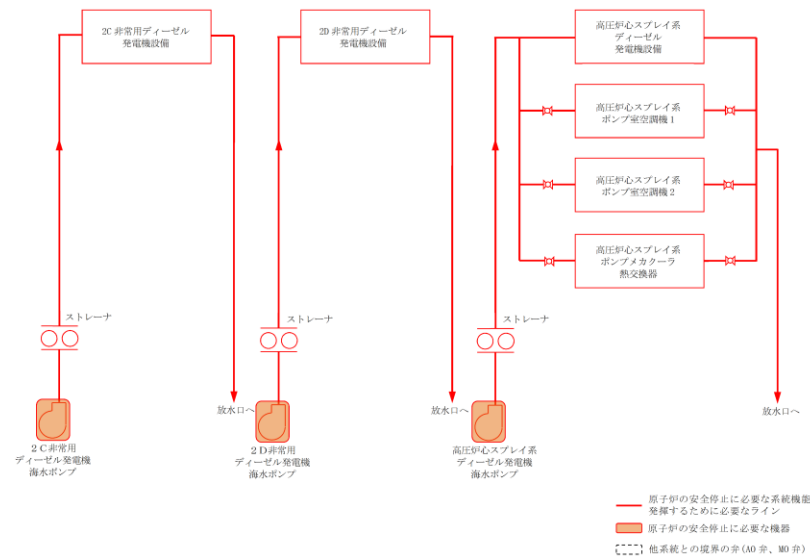 2C 非常用ディーゼル
発電機設備
2D 非常用ディーゼル
発電機設備
高圧炉心スプレイ系
ディーゼル
発電機設備
高圧炉心スプレイ系
ポンプ室空調機1
高圧炉心スプレイ系
ポンプ室空調機2
高圧炉心スプレイ系
ポンプメカクーラ
熱交換器
ストレーナ
ストレーナ
ストレーナ
放水口へ
放水口へ
放水口へ
2C非常用
ディーゼル発電機
海水ポンプ
2D非常用
ディーゼル発電機
海水ポンプ
高圧炉心スプレイ系
ディーゼル発電機
海水ポンプ
原子炉の安全停止に必要な系統機能
発揮するために必要なライン
原子炉の安全停止に必要な機器
他系統との境界の弁(AO 弁、MO 弁)